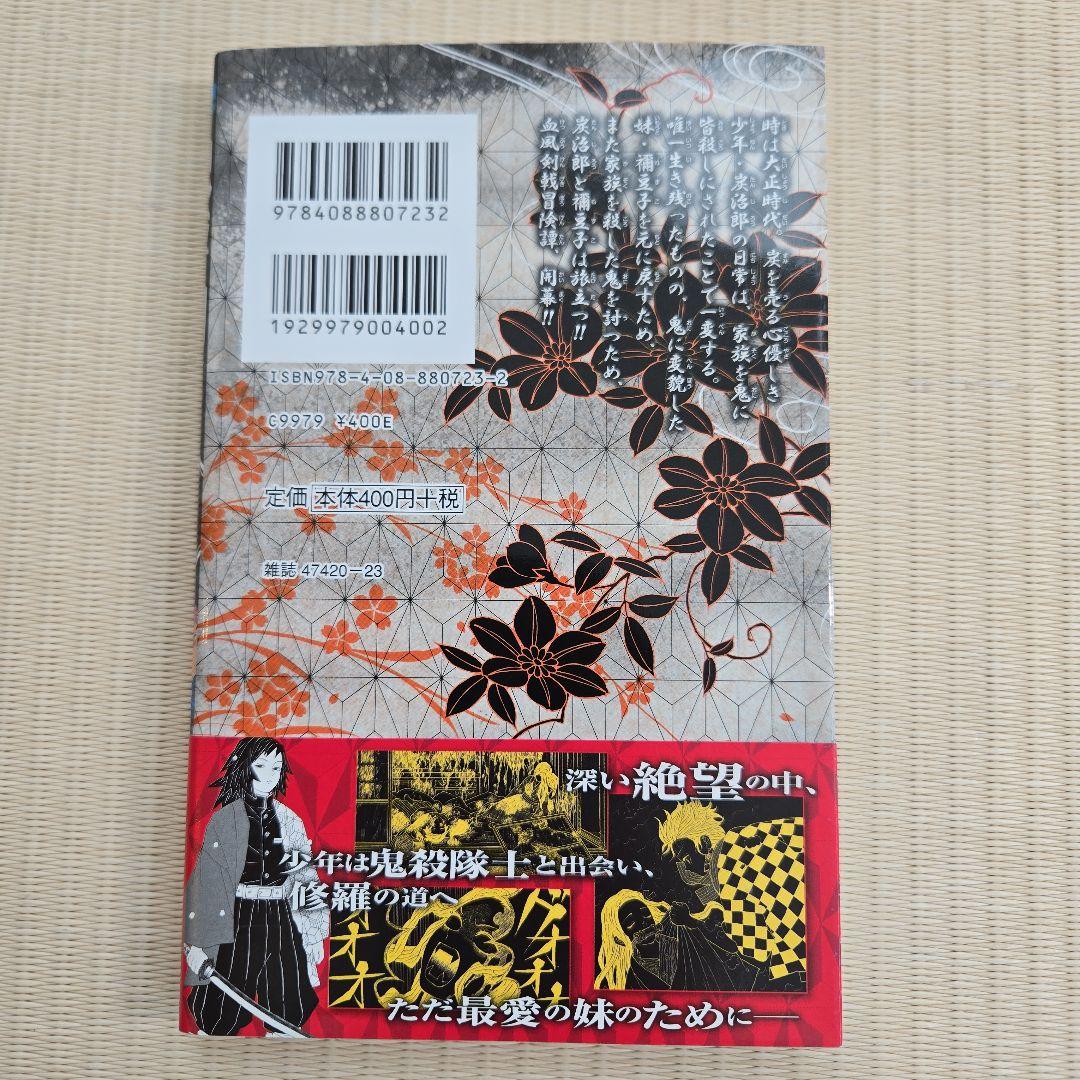 時は大正時代。炭を売る心優しき
少年・炭治郎の日常は、家族を鬼に
皆殺しにされたことで一変する。
唯一生き残ったものの、鬼に変貌した
妹・禰豆子を元に戻すため、
また家族を殺した鬼を討つため、
炭治郎と禰豆子は旅立つ!!
血風剣戟冒険譚、開幕!!
9784088807232
1929979004002
ISBN978-4-08-880723-2
C9979 ¥400E
定価 本体400円+税
雑誌 47420-23
深い絶望の中、
少年は鬼殺隊士と出会い、
修羅の道へ
グオオオ
オオ
ただ最愛の妹のために──